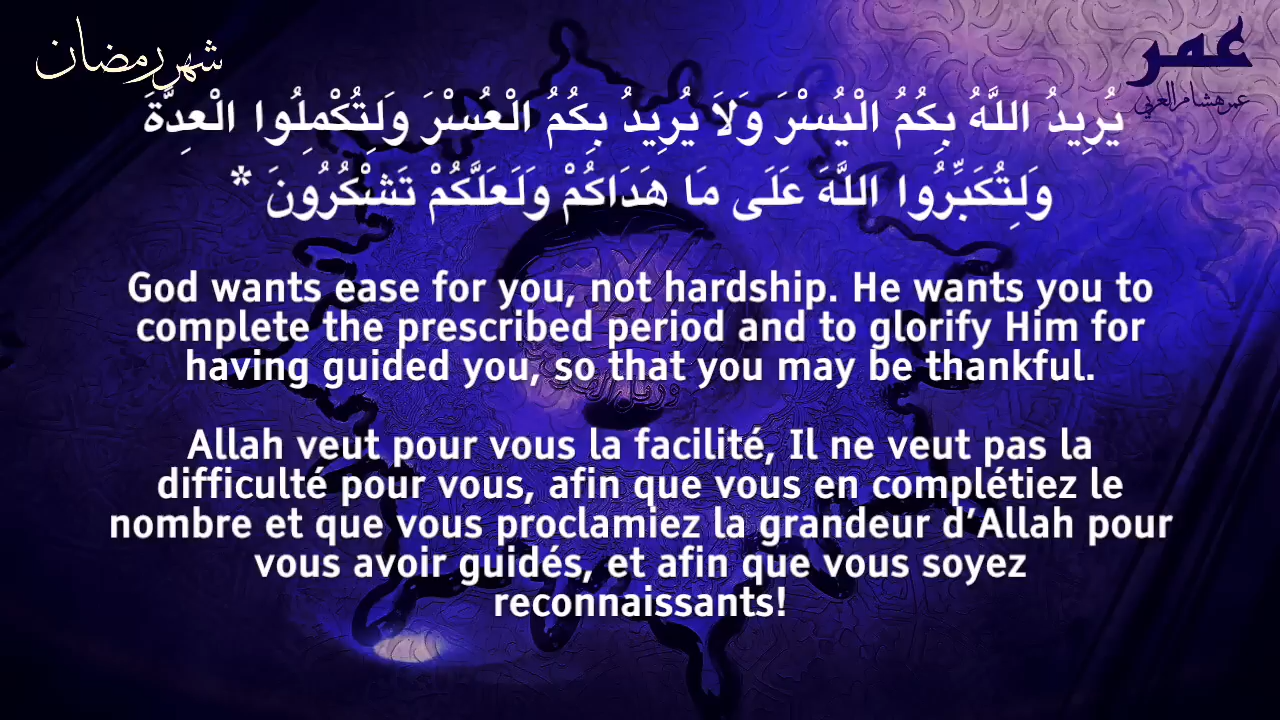 شهر رمضان
عمر
عمر هشام العربي
يُرِيدُ اللَّهُ بِكُمُ الْيُسْرَ وَلاَ يُرِيدُ بِكُمُ الْعُسْرَ وَلِتُكْمِلُوا الْعِدَّةَ
وَلِتُكَبِّرُوا اللَّهَ عَلَى مَا هَدَاكُمْ وَلَعَلَّكُمْ تَشْكُرُونَ *
God wants ease for you, not hardship. He wants you to
complete the prescribed period and to glorify Him for
having guided you, so that you may be thankful.
Allah veut pour vous la facilité, Il ne veut pas la
difficulté pour vous, afin que vous en complétiez le
nombre et que vous proclamiez la grandeur d’Allah pour
vous avoir guidés, et afin que vous soyez
reconnaissants!